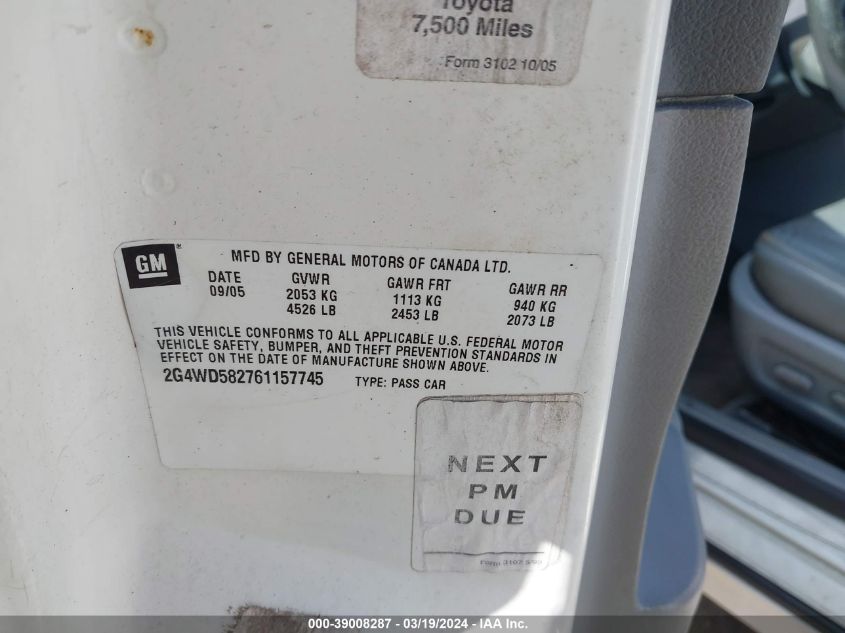 Toyota
7,500 Miles
Form 3102 10/05
GM
®
MFD BY GENERAL MOTORS OF CANADA LTD.
DATE GVWR GAWR FRT GAWR RR
09/05 2053 KG 1113 KG 940 KG
4526 LB 2453 LB 2073 LB
THIS VEHICLE CONFORMS TO ALL APPLICABLE U.S. FEDERAL MOTOR
VEHICLE SAFETY, BUMPER, AND THEFT PREVENTION STANDARDS IN
EFFECT ON THE DATE OF MANUFACTURE SHOWN ABOVE.
2G4WD582761157745 TYPE: PASS CAR
NEXT
PM
DUE
Form 3102
000-39008287 - 03/19/2024 - IAA Inc.